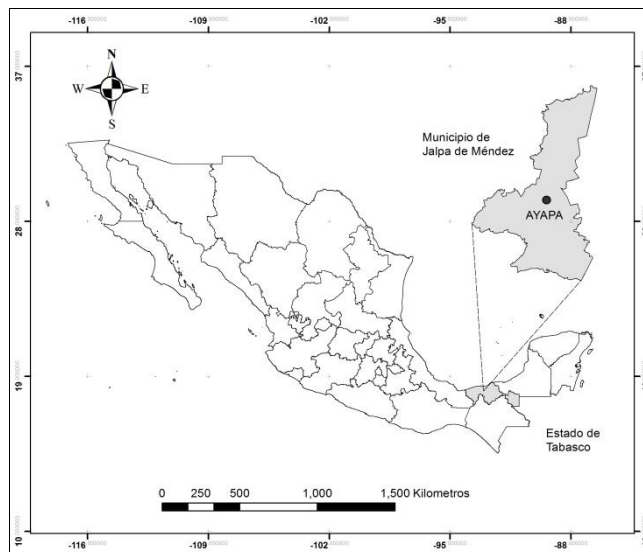 -116 -109 -102 -95 -88
37
N
W E
S
Municipio de
Jalpa de Méndez
AYAPA
28
19
Estado de
Tabasco
0 250 500 1,000 1,500 Kilometros
10
-116 -109 -102 -95 -88